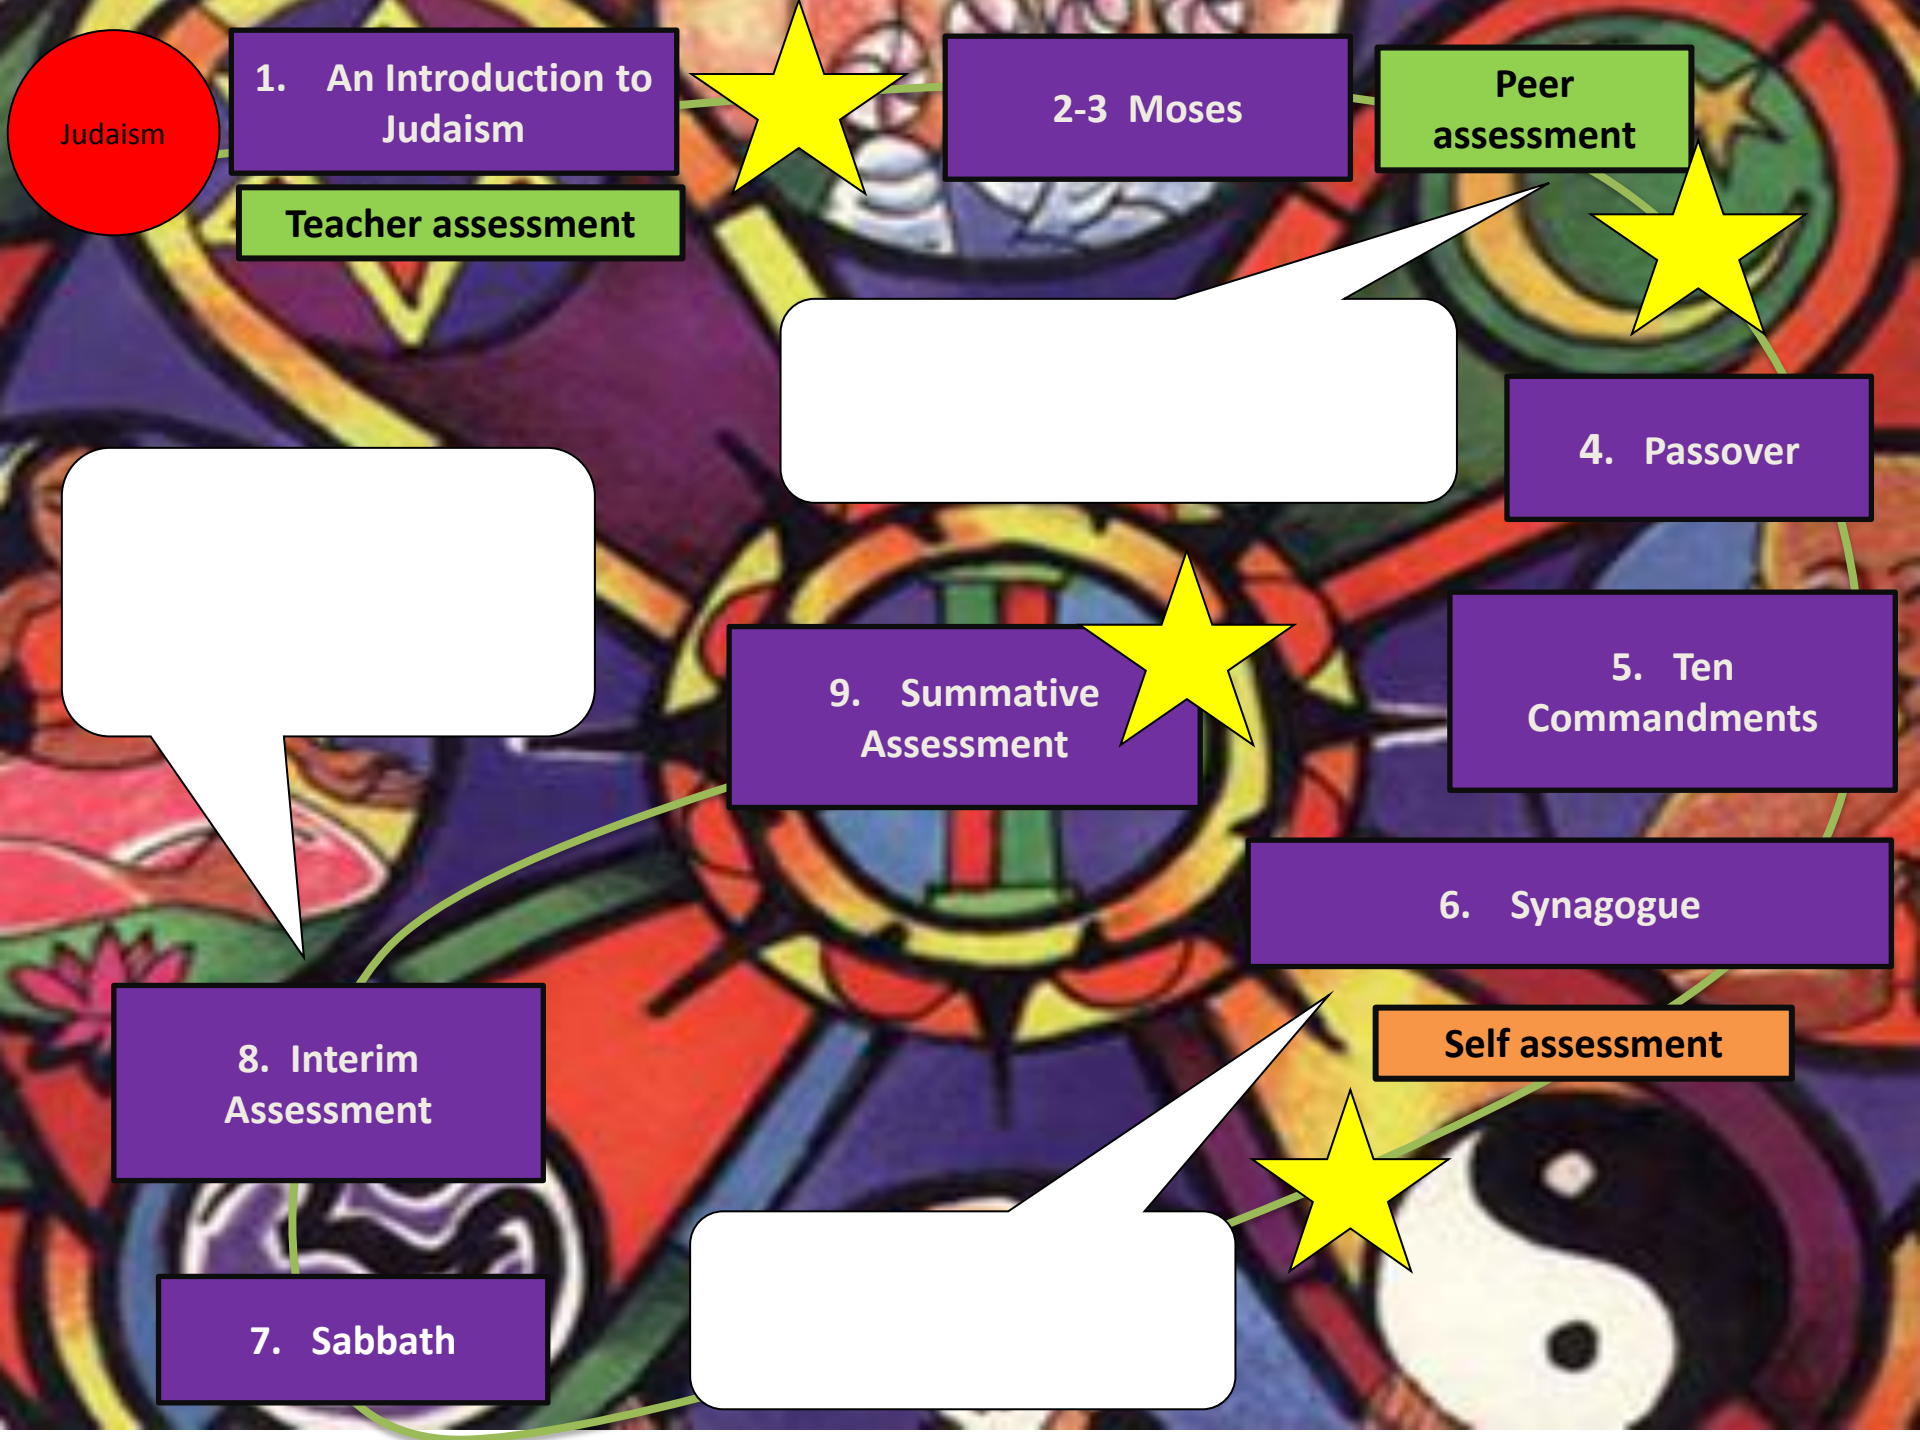 Judaism
1. An Introduction to
Judaism
Teacher assessment
2-3 Moses
Peer
assessment
4. Passover
5. Ten
Commandments
6. Synagogue
Self assessment
7. Sabbath
8. Interim
Assessment
9. Summative
Assessment